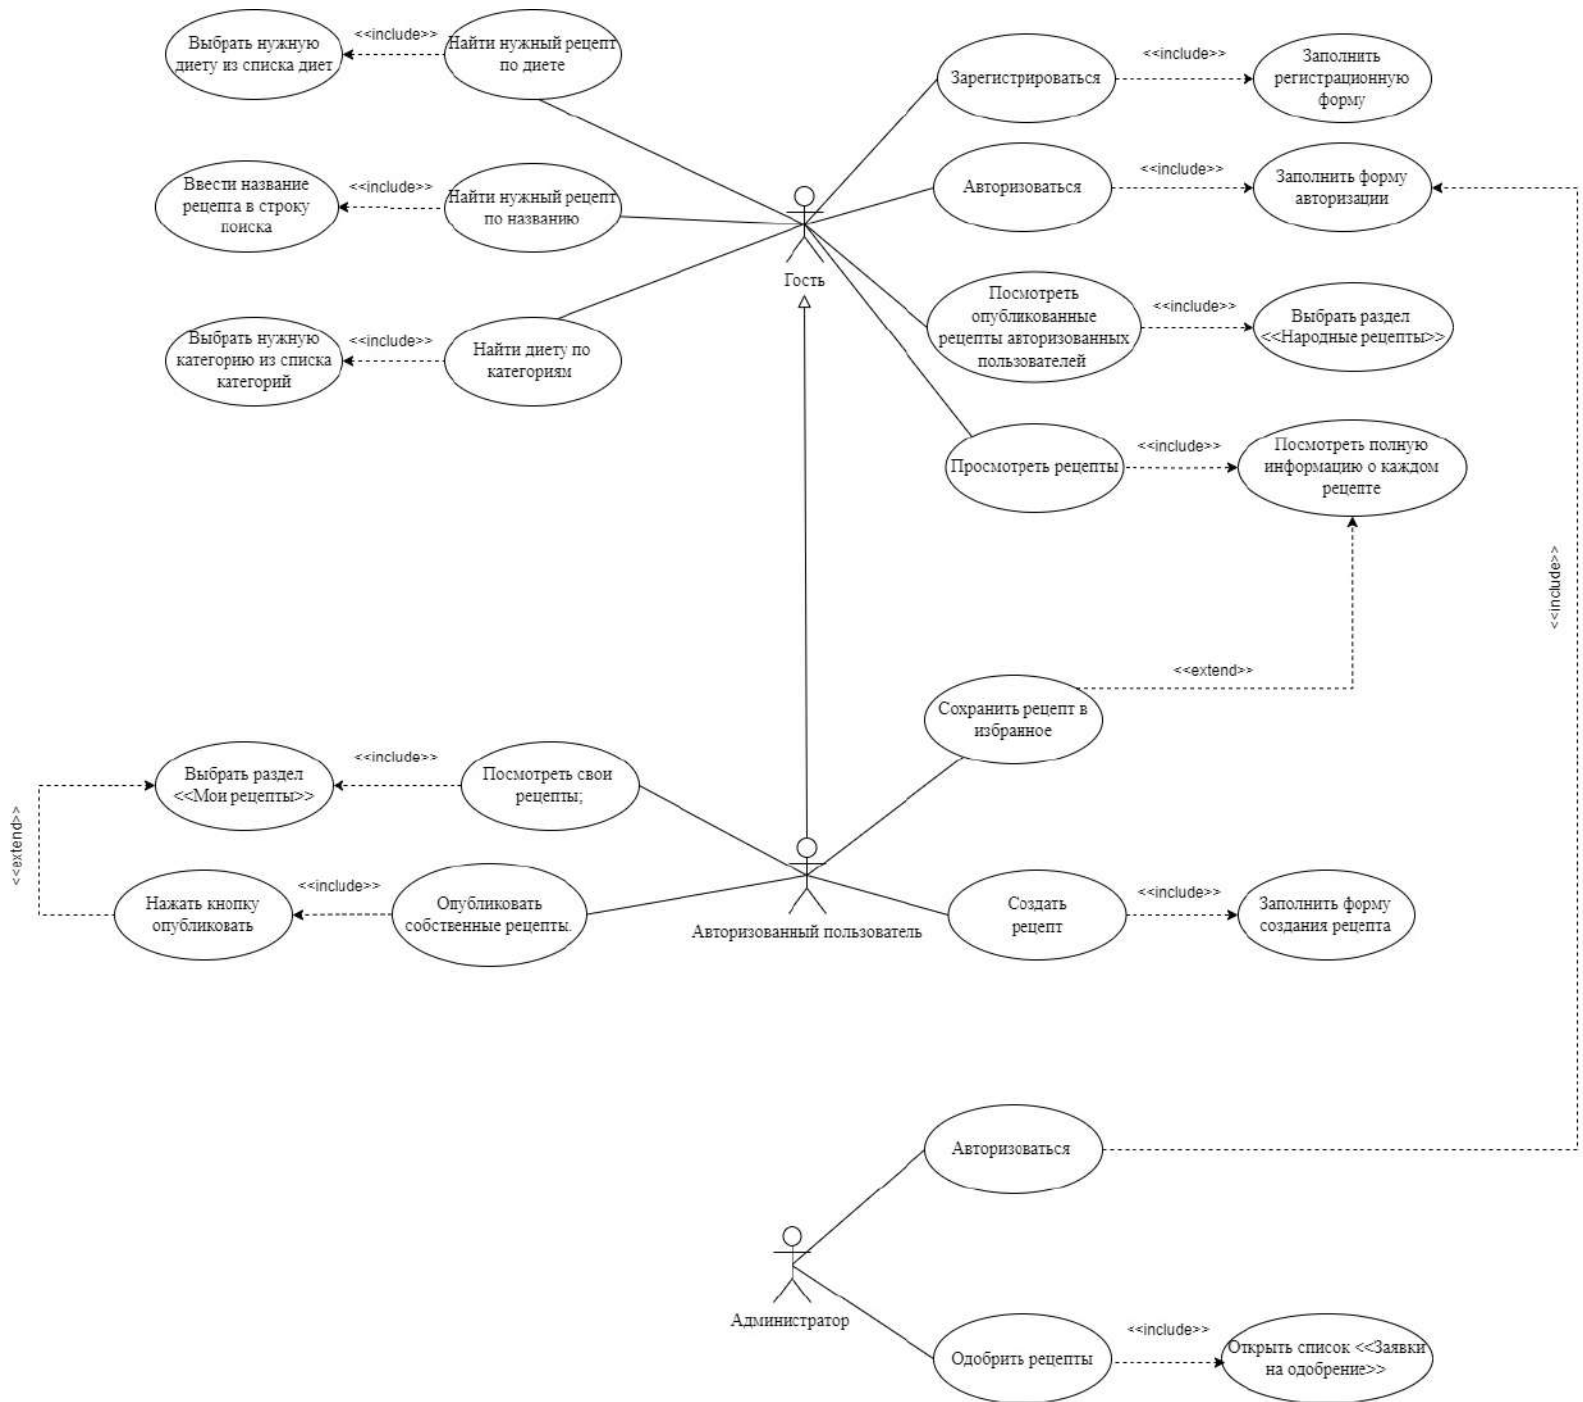 Выбрать нужную
диету из списка диет
<<include>>
Найти нужный рецепт
по диете
Зарегистрироваться
<<include>>
Заполнить
регистрационную
форму
Ввести название
рецепта в строку
поиска
<<include>>
Найти нужный рецепт
по названию
Авторизоваться
<<include>>
Заполнить форму
авторизации
Гость
Посмотреть
опубликованные
рецепты авторизованных
пользователей
<<include>>
Выбрать раздел
<<Народные рецепты>>
Выбрать нужную
категорию из списка
категорий
<<include>>
Найти диету по
категориям
Просмотреть рецепты
<<include>>
Посмотреть полную
информацию о каждом
рецепте
<<include>>
<<extend>>
Сохранить рецепт в
избранное
Выбрать раздел
<<Мои рецепты>>
<<include>>
Посмотреть свои
рецепты;
<<extend>>
Нажать кнопку
опубликовать
<<include>>
Опубликовать
собственные рецепты.
Авторизованный пользователь
Создать
рецепт
<<include>>
Заполнить форму
создания рецепта
Авторизоваться
Администратор
Одобрить рецепты
<<include>>
Открыть список <<Заявки
на одобрение>>